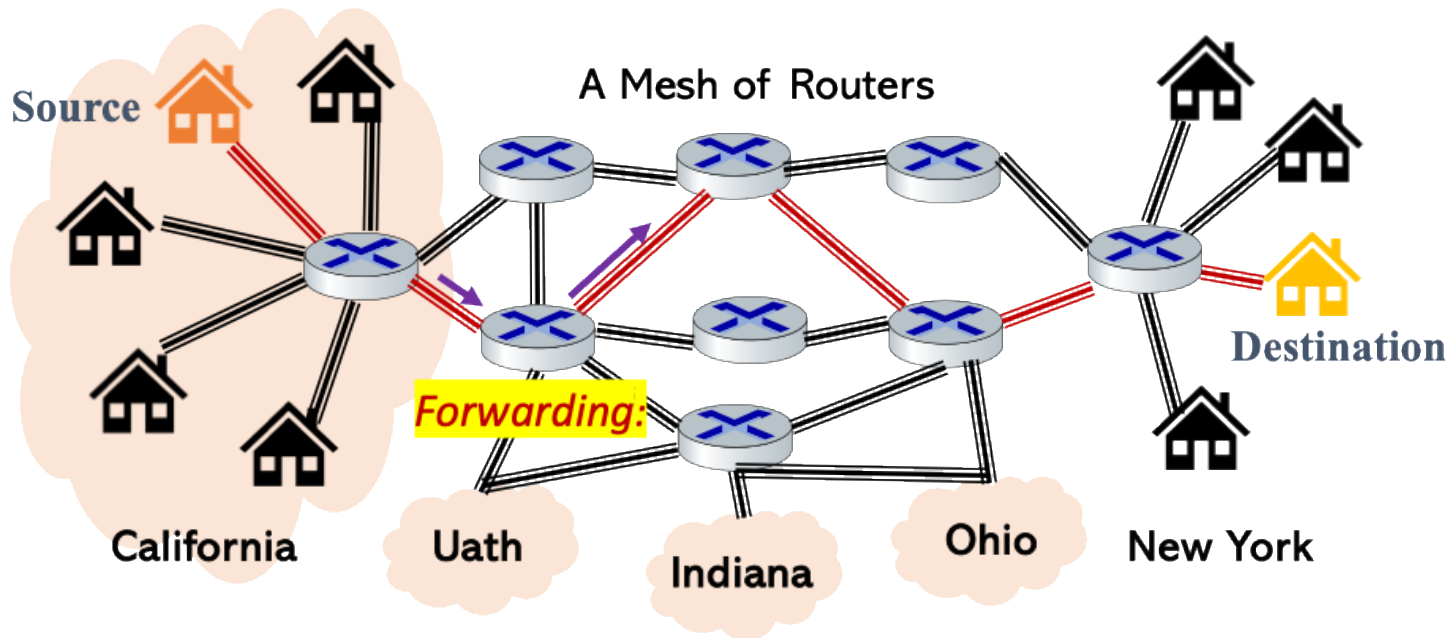 A Mesh of Routers
Source
Destination
Forwarding:
California
Uath
Indiana
Ohio
New York